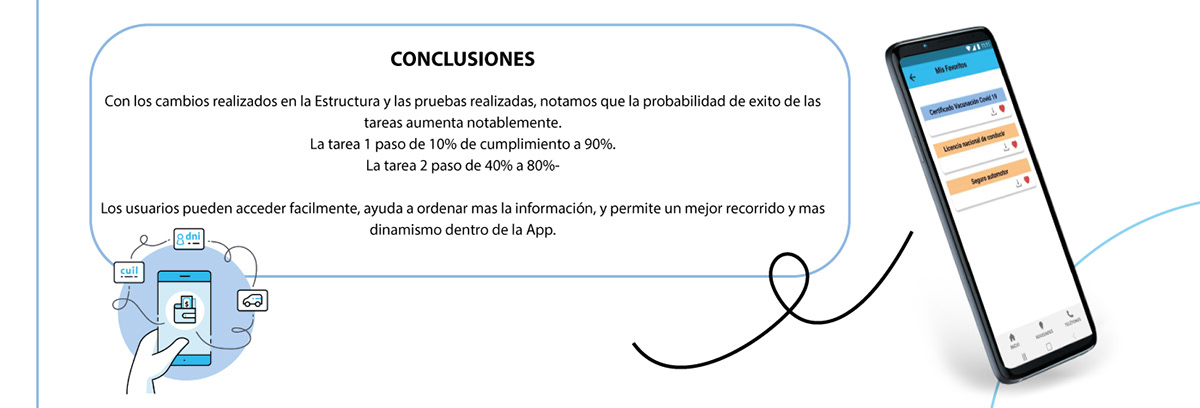 CONCLUSIONES
Con los cambios realizados en la Estructura y las pruebas realizadas, notamos que la probabilidad de exito de las
tareas aumenta notablemente.
La tarea 1 paso de 10% de cumplimiento a 90%.
La tarea 2 paso de 40% a 80%-
Los usuarios pueden acceder facilmente, ayuda a ordenar mas la información, y permite un mejor recorrido y mas
dinamismo dentro de la App.
dni
cuil
$
Mis Favoritos
Certificado Vacunación Covid 19
Licencia nacional de conducir
Seguro automotor
INICIO
TELÉFONOS